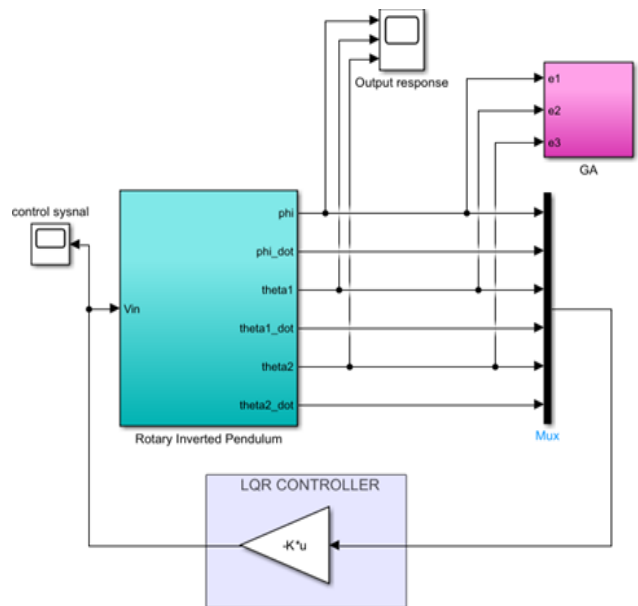 Output response
e1
e2
e3
GA
control sysnal
phi
phi_dot
Vin
theta1
theta1_dot
theta2
theta2_dot
Rotary Inverted Pendulum
Mux
LQR CONTROLLER
-K*u